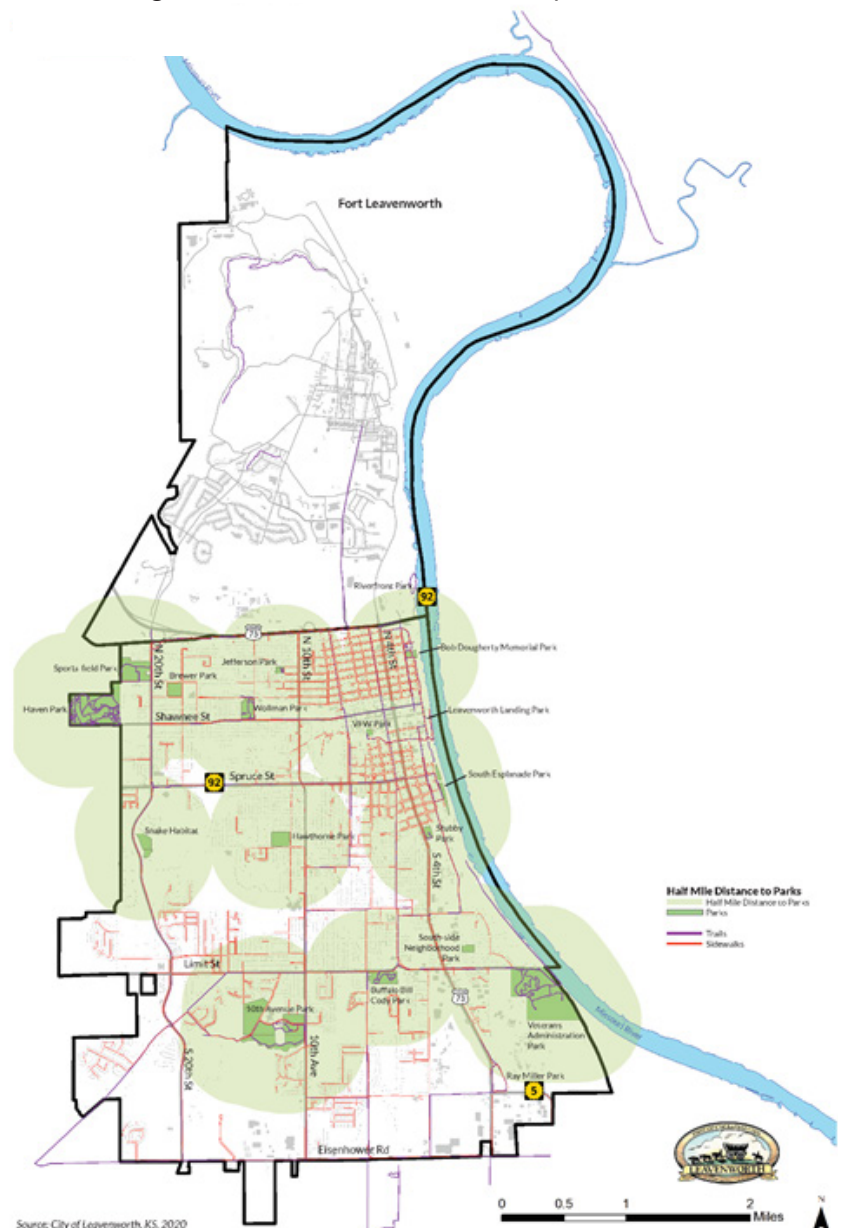 Missouri River
Fort Leavenworth
Riverfront Park
92
73
N 20th St
N 10th St
N 4th St
Bob Dougherty Memorial Park
Sports field Park
Jefferson Park
Brewer Park
Haven Park
Wollman Park
Leavenworth Landing Park
Shawnee St
VFW Park
92
Spruce St
South Esplanade Park
Snake Habitat
Hawthorne Park
Stubby
Park
S 4th St
Half Mile Distance to Parks
Half Mile Distance to Parks
Parks
Trails
Sidewalks
South-side
Neighborhood
Park
Limit St
Buffalo Bill
Cody Park
73
10th Avenue Park
Veterans
Administration
Park
Missouri River
S 20th St
10th Ave
Ray Miller Park
5
Eisenhower Rd
LEAVENWORTH
N
0 0.5 1 2
Miles
Source: City of Leavenworth, KS, 2020